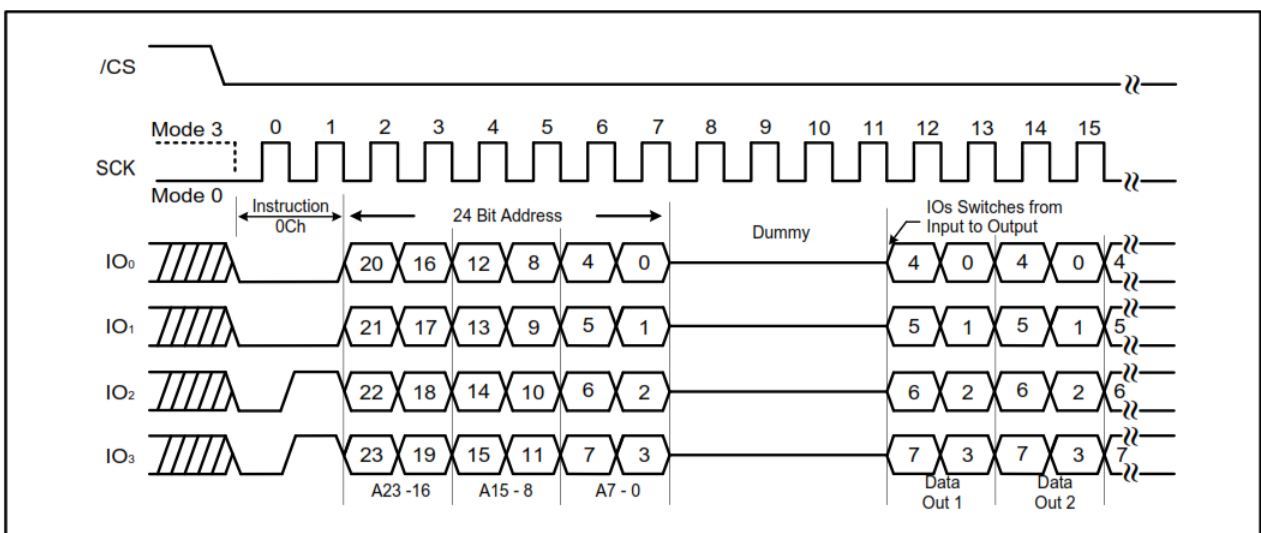 /CS
Mode 3 0 1 2 3 4 5 6 7 8 9 10 11 12 13 14 15
SCK
Mode 0
Instruction
0Ch
24 Bit Address
Dummy
IOs Switches from
Input to Output
IO₀ 20 16 12 8 4 0 4 0 4 0 4
IO₁ 21 17 13 9 5 1 5 1 5 1 5
IO₂ 22 18 14 10 6 2 6 2 6 2 6
IO₃ 23 19 15 11 7 3 7 3 7 3 7
A23 -16 A15 - 8 A7 - 0
Data
Out 1
Data
Out 2